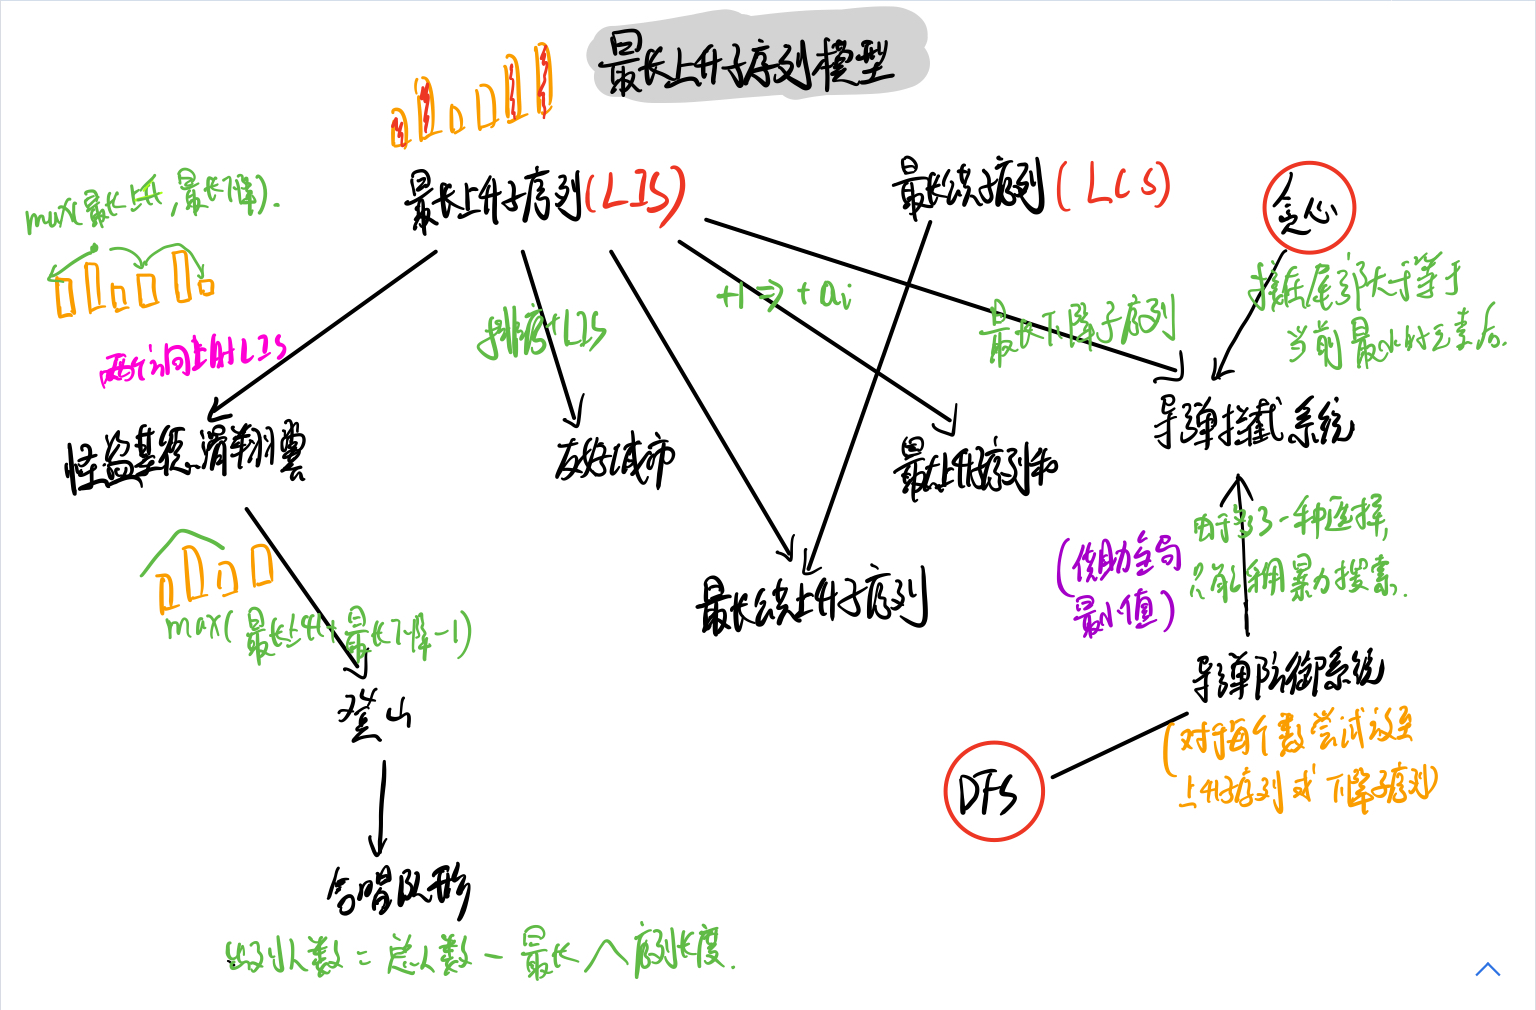 最长上升子序列模型
最长上升子序列(LIS)
最长公共子序列(LCS)
贪心
max(最长上升,最长下降).
+1⇒+ai
最长下降子序列
接在尾部大于等于
当前最小的元素后.
排序+LIS
两个方向上的LIS
怪盗基德滑翔翼
友好城市
最大上升子序列和
导弹拦截系统
(借助全局
最小值)
由于多了一种选择,
只能利用暴力搜索.
max(最长上升+最长下降-1)
最长公共上升子序列
导弹防御系统
登山
(对于每个数尝试放至
上升子序列或下降子序列)
DFS
合唱队形
出列人数=总人数-最长∧序列长度.